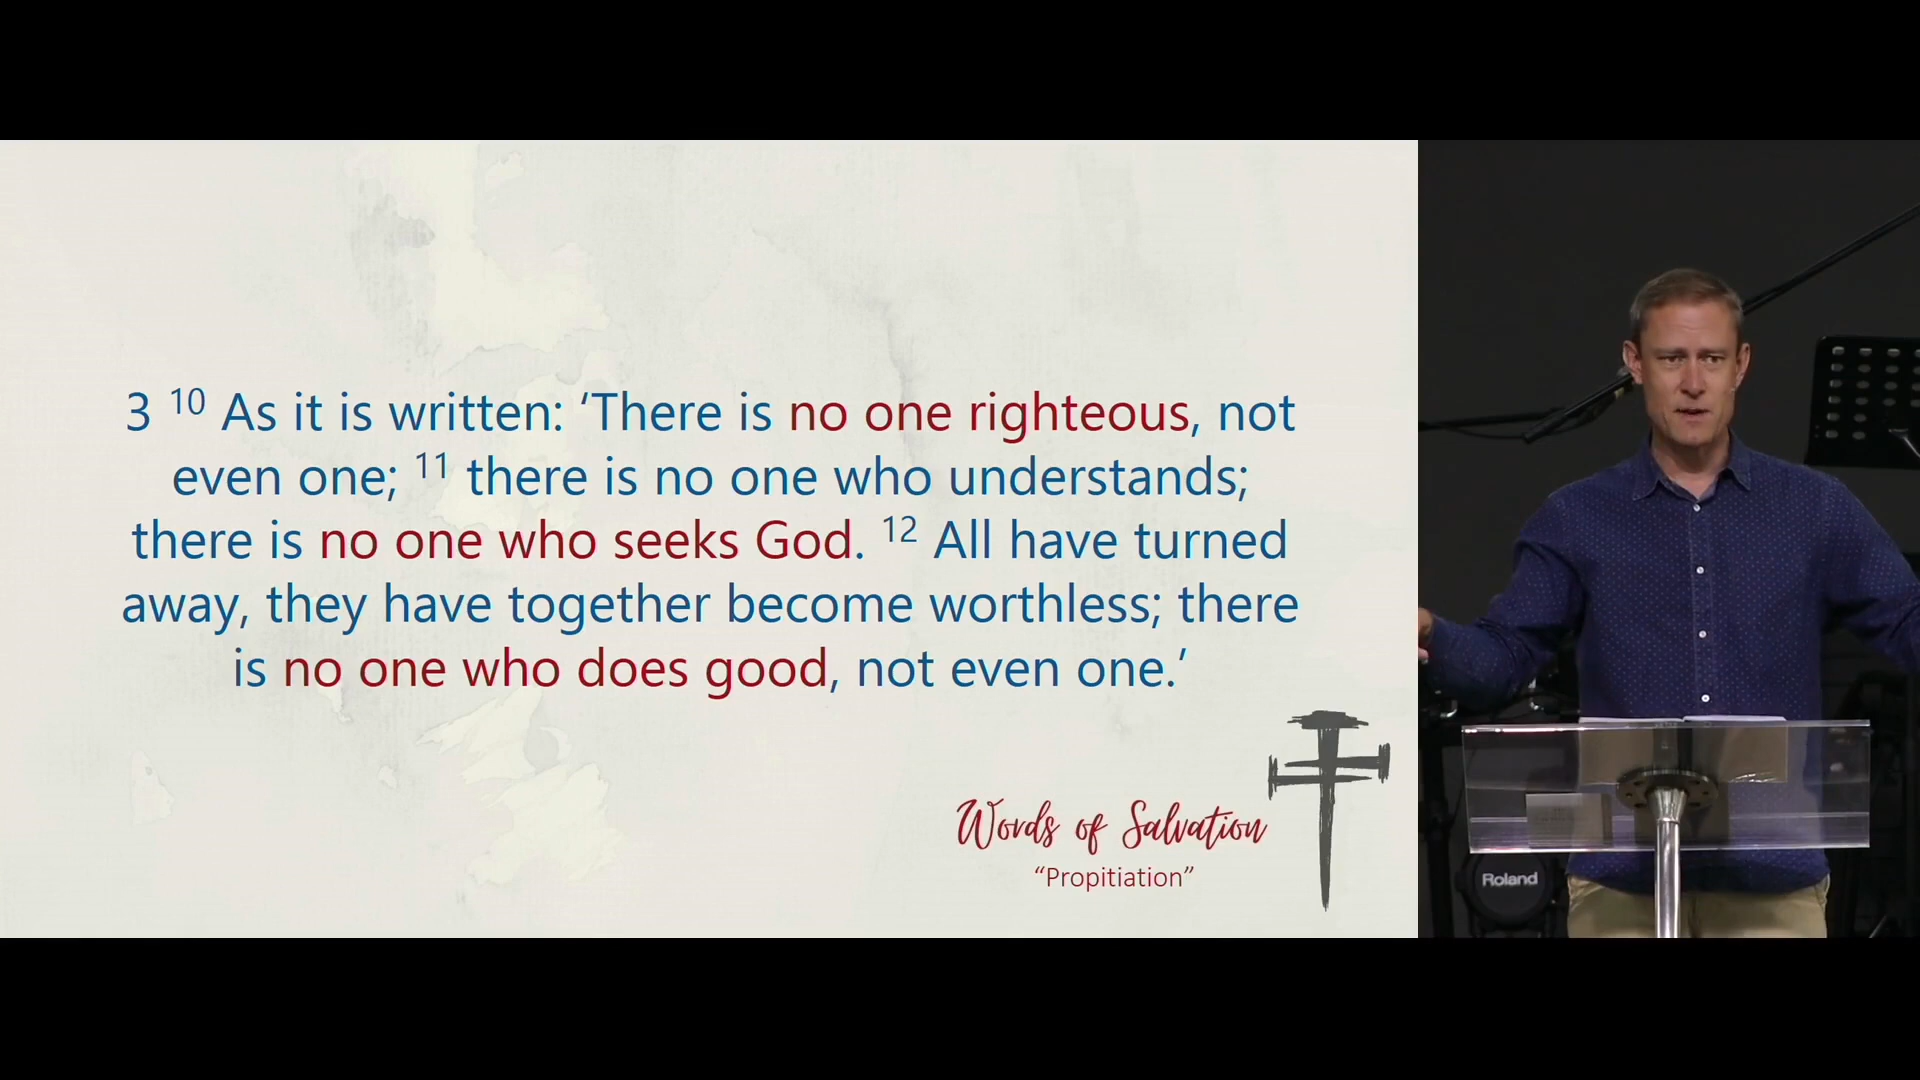 3 10 As it is written: ‘There is no one righteous, not
even one; 11 there is no one who understands;
there is no one who seeks God. 12 All have turned
away, they have together become worthless; there
is no one who does good, not even one.’
Words of Salvation
“Propitiation”
Roland